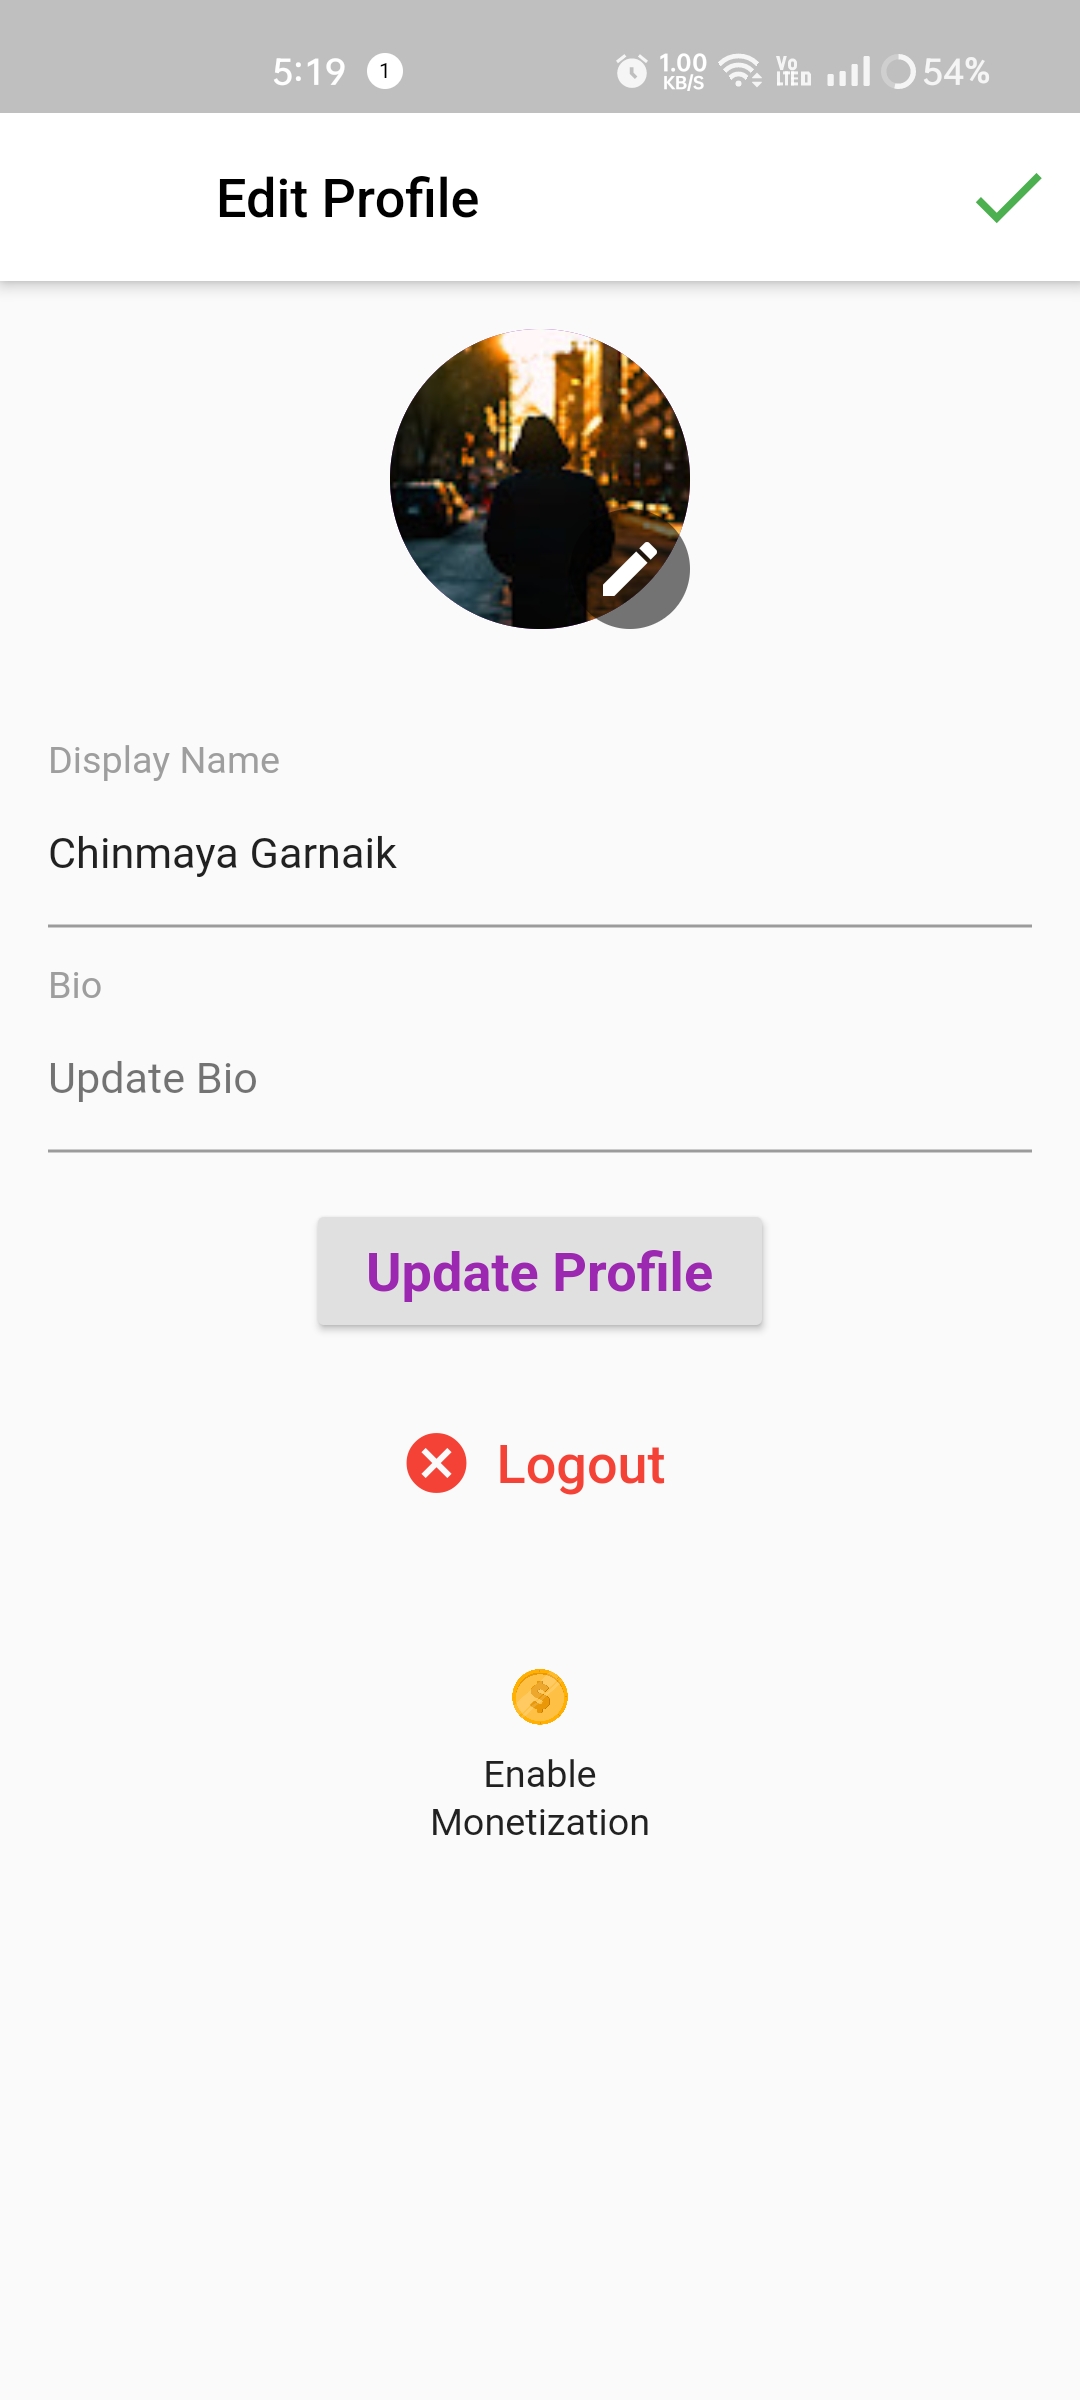 5:19 1 1.00 KB/S Vo LTE 54%
Edit Profile
Display Name
Chinmaya Garnaik
Bio
Update Bio
Update Profile
Logout
$
Enable
Monetization